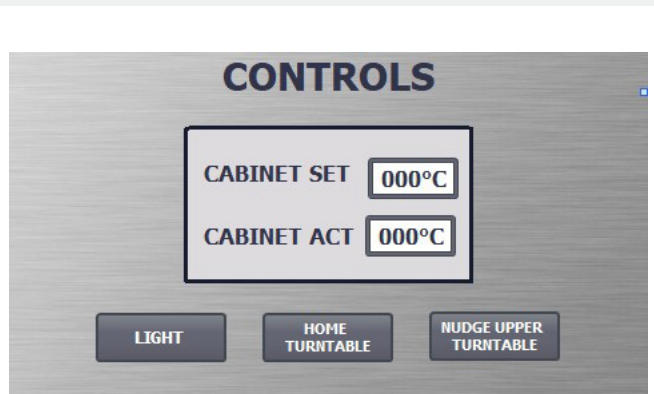 CONTROLS
CABINET SET 000°C
CABINET ACT 000°C
LIGHT
HOME
TURNTABLE
NUDGE UPPER
TURNTABLE